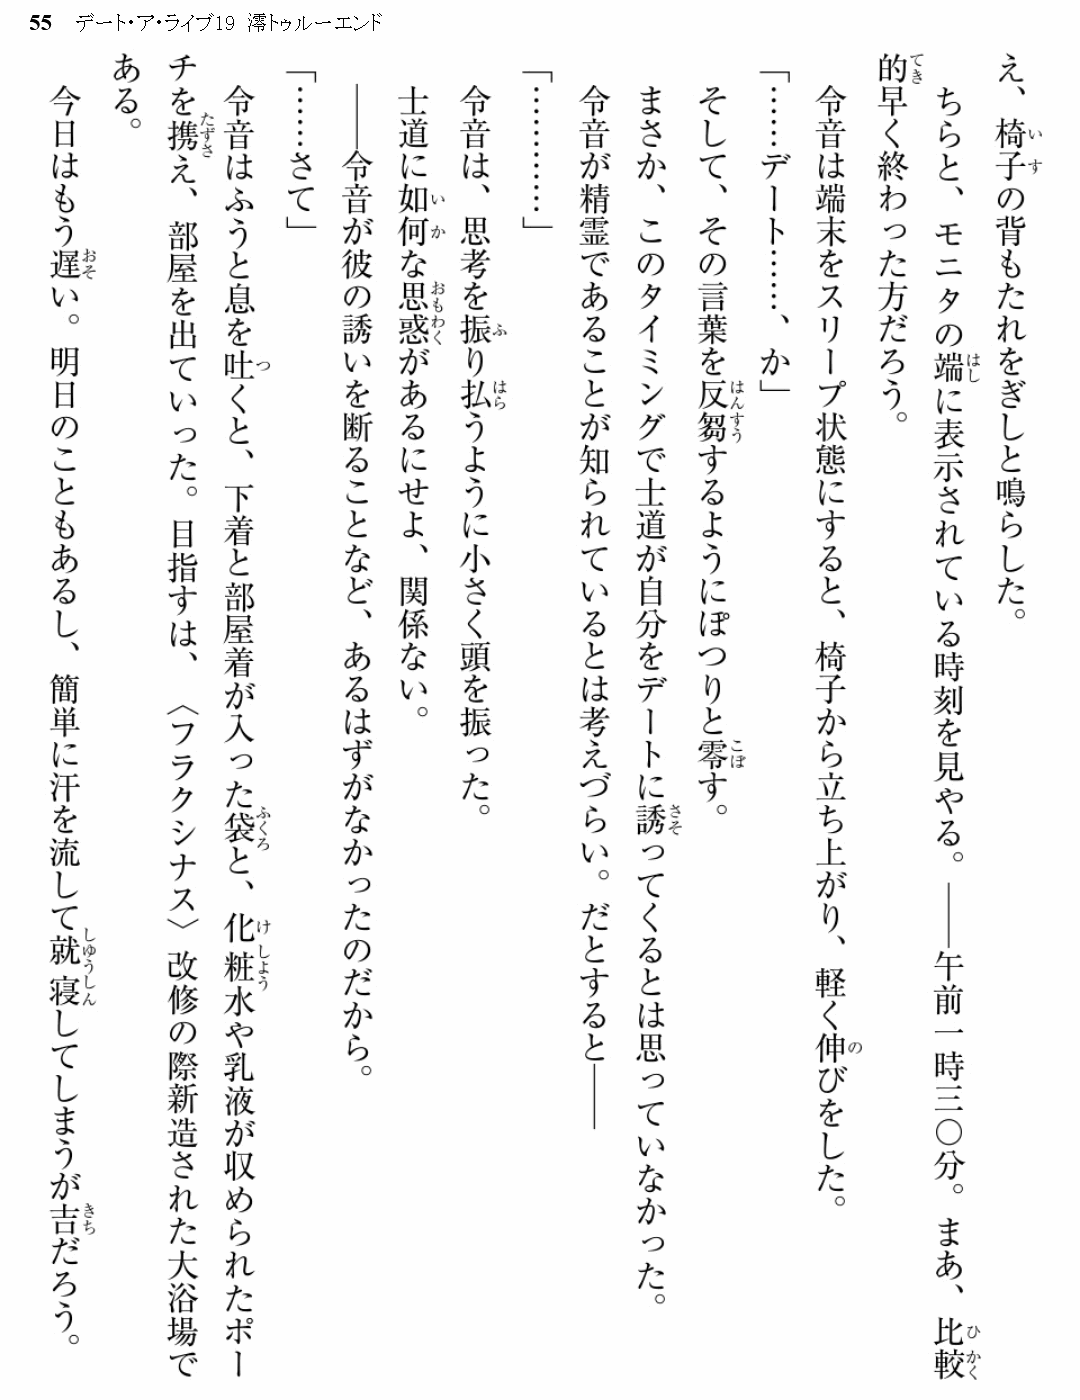 55 デート・ア・ライブ19 澪トゥルーエンド
え、椅子の背もたれをぎしと鳴らした。
ちらと、モニタの端に表示されている時刻を見やる。――午前一時三〇分。まあ、比較
的早く終わった方だろう。
令音は端末をスリープ状態にすると、椅子から立ち上がり、軽く伸びをした。
「……デート……、か」
そして、その言葉を反芻するようにぽつりと零す。
まさか、このタイミングで士道が自分をデートに誘ってくるとは思っていなかった。
令音が精霊であることが知られているとは考えづらい。だとすると――
「…………」
令音は、思考を振り払うように小さく頭を振った。
士道に如何な思惑があるにせよ、関係ない。
――令音が彼の誘いを断ることなど、あるはずがなかったのだから。
「……さて」
令音はふうと息を吐くと、下着と部屋着が入った袋と、化粧水や乳液が収められたポー
チを携え、部屋を出ていった。目指すは、〈フラクシナス〉改修の際新造された大浴場で
ある。
今日はもう遅い。明日のこともあるし、簡単に汗を流して就寝してしまうが吉だろう。